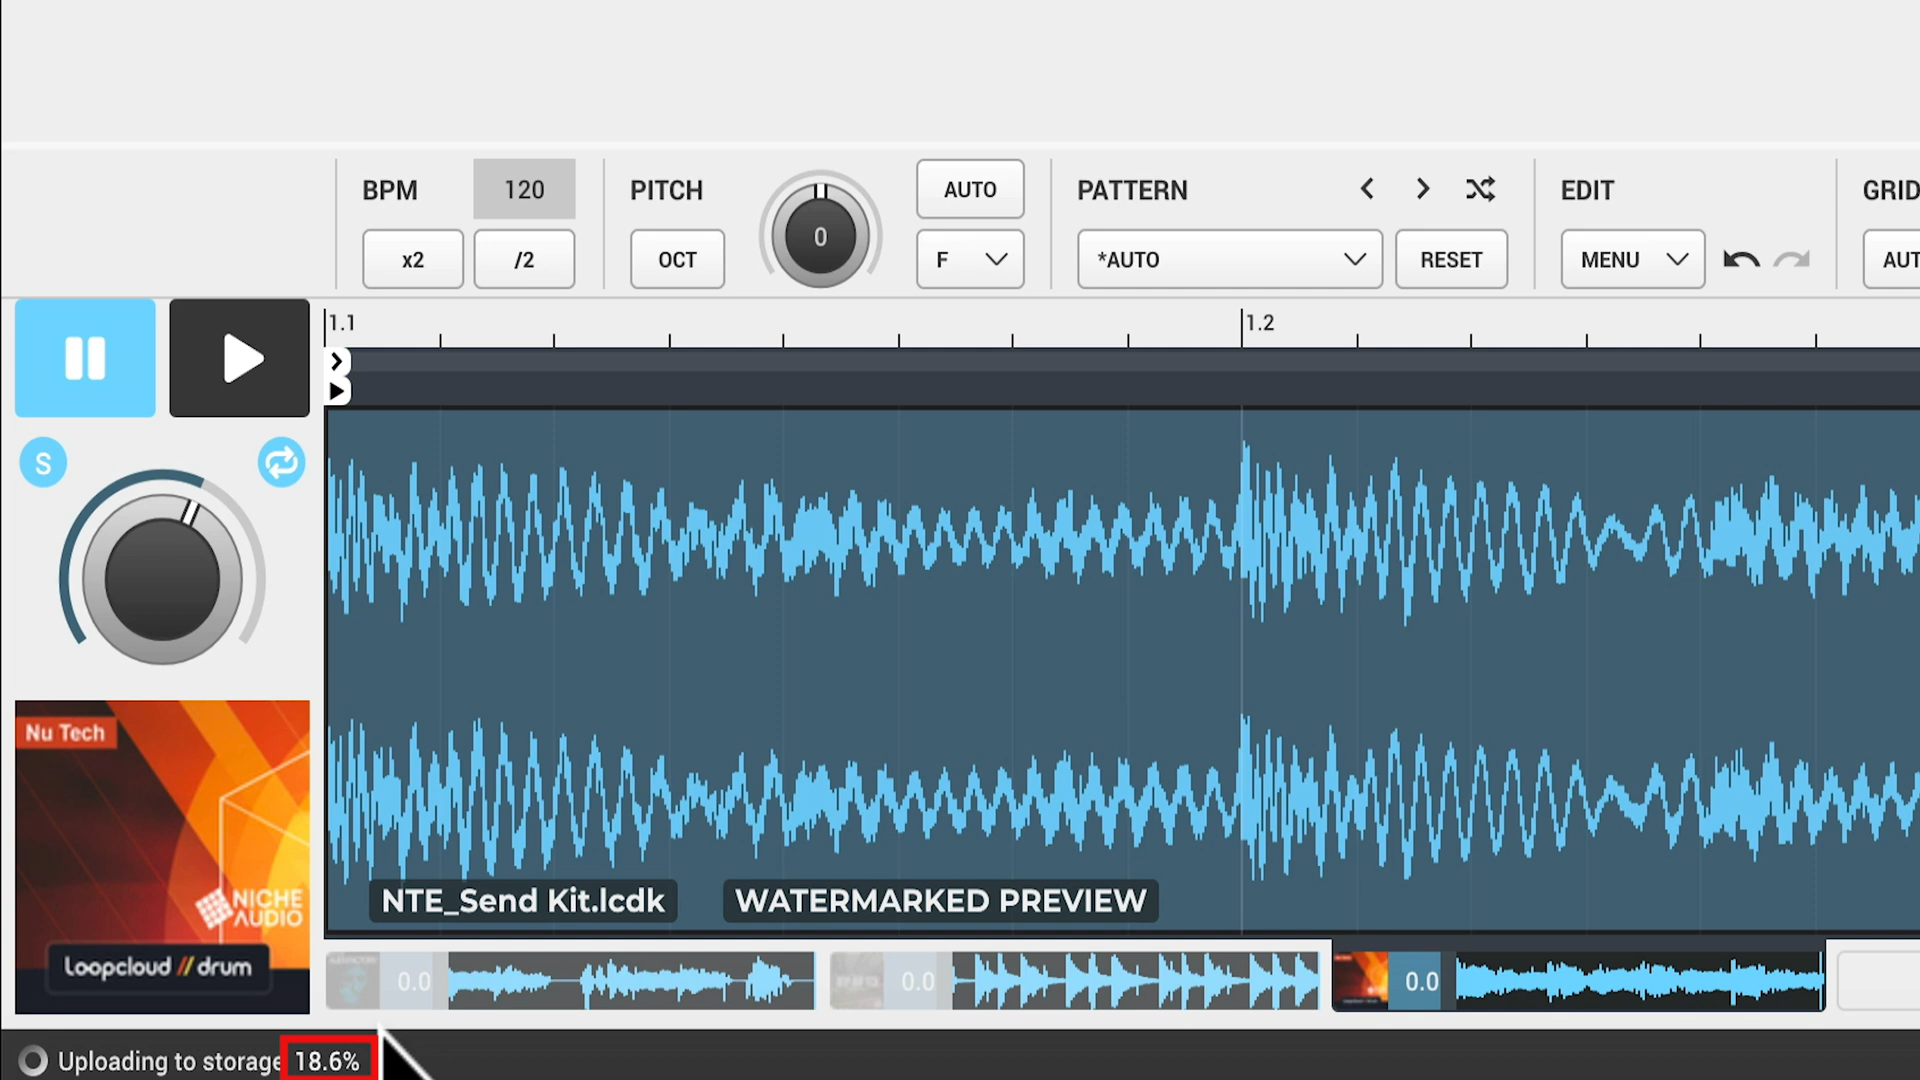 BPM 120 PITCH AUTO PATTERN EDIT GRID
x2 /2 OCT 0 F *AUTO RESET MENU AUT
1.1 1.2
S
Nu Tech
NICHE
AUDIO
NTE_Send Kit.lcdk WATERMARKED PREVIEW
Loopcloud // drum
0.0 0.0 0.0
Uploading to storage 18.6%